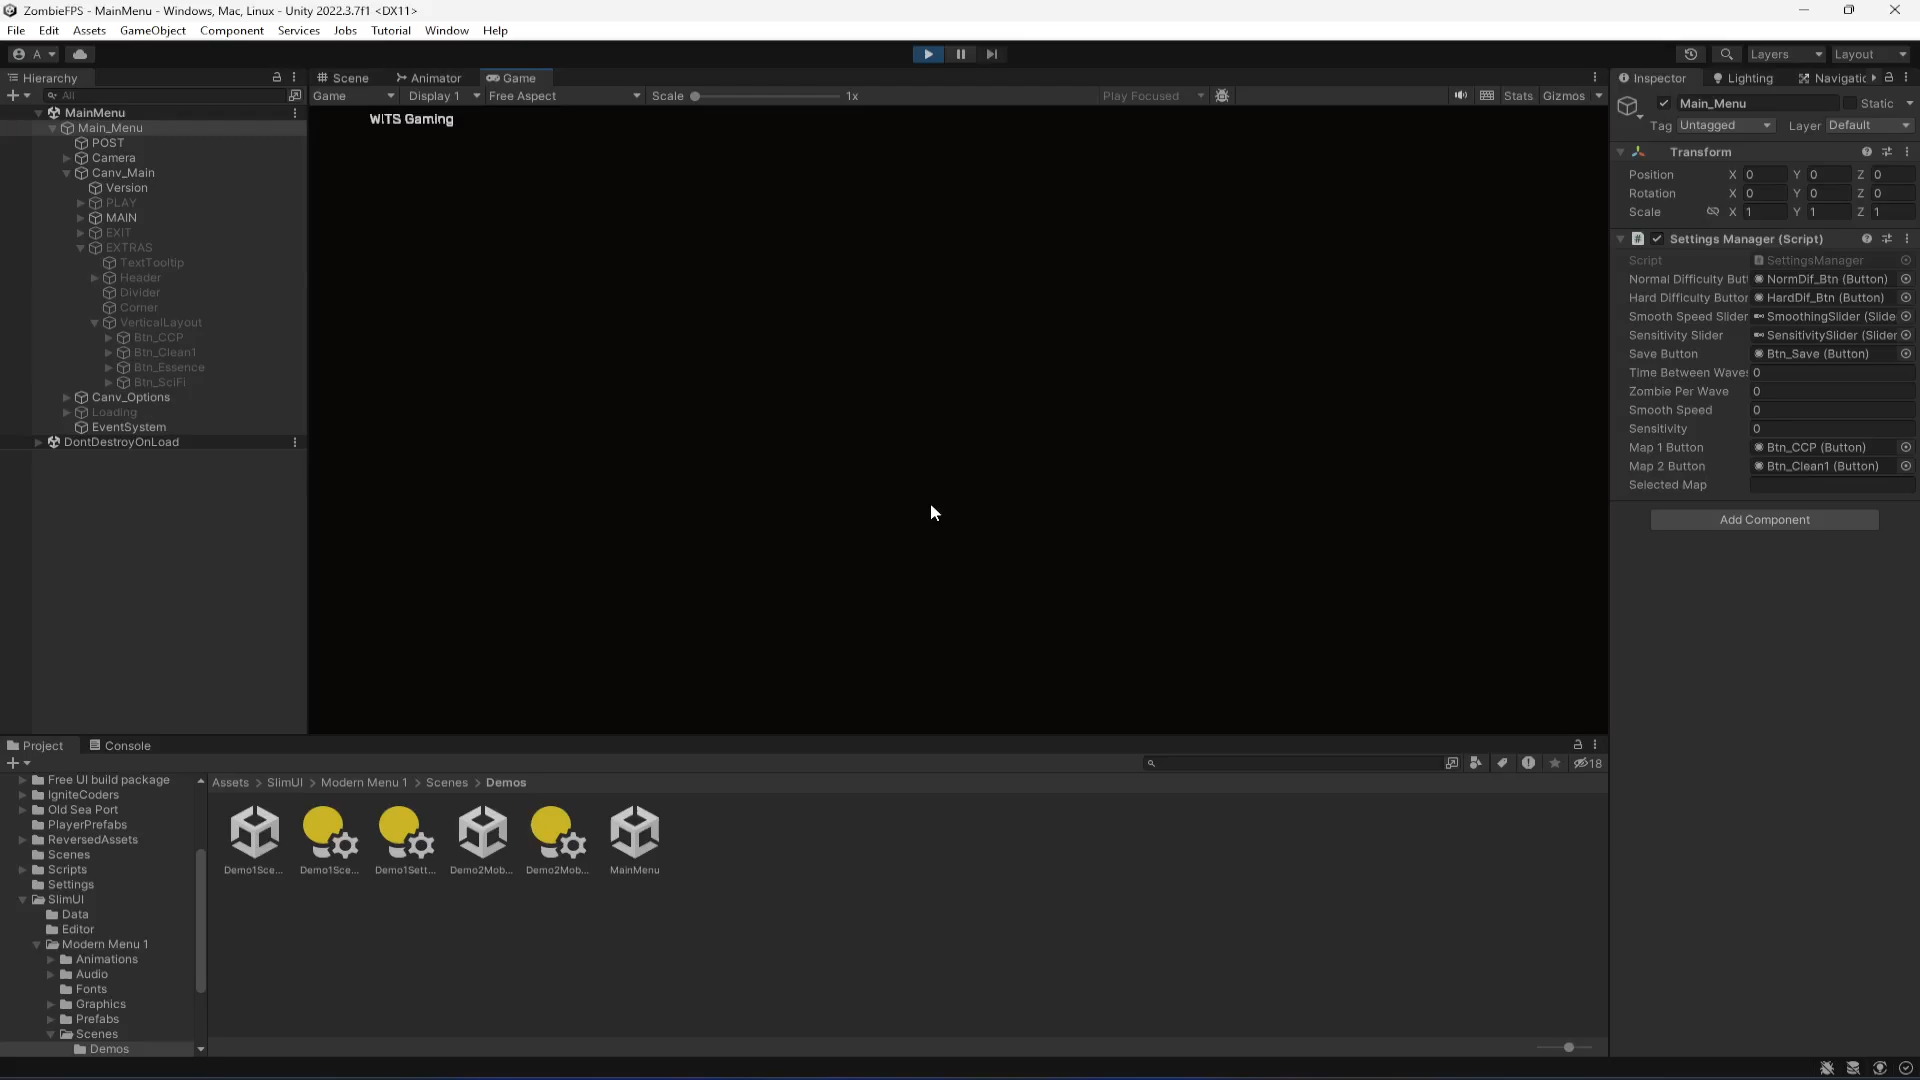 ZombieFPS - MainMenu - Windows, Mac, Linux - Unity 2022.3.7f1 <DX11>
File Edit Assets GameObject Component Services Jobs Tutorial Window Help
A Layers Layout
Hierarchy
All
MainMenu
Main_Menu
POST
Camera
Canv_Main
Version
PLAY
MAIN
EXIT
EXTRAS
TextTooltip
Header
Divider
Corner
VerticalLayout
Btn_CCP
Btn_Clean1
Btn_Essence
Btn_SciFi
Canv_Options
Loading
EventSystem
DontDestroyOnLoad
Scene Animator Game
Game Display 1 Free Aspect Scale 1x Play Focused Stats Gizmos
WITS Gaming
Inspector Lighting Navigatic
Main_Menu Static
Tag Untagged Layer Default
Transform
Position X 0 Y 0 Z 0
Rotation X 0 Y 0 Z 0
Scale X 1 Y 1 Z 1
# Settings Manager (Script)
Script SettingsManager
Normal Difficulty But NormDif_Btn (Button)
Hard Difficulty Button HardDif_Btn (Button)
Smooth Speed Slider SmoothingSlider (Slide
Sensitivity Slider SensitivitySlider (Slider
Save Button Btn_Save (Button)
Time Between Waves 0
Zombie Per Wave 0
Smooth Speed 0
Sensitivity 0
Map 1 Button Btn_CCP (Button)
Map 2 Button Btn_Clean1 (Button)
Selected Map
Add Component
Project Console
18
Free UI build package
IgniteCoders
Old Sea Port
PlayerPrefabs
ReversedAssets
Scenes
Scripts
Settings
SlimUI
Data
Editor
Modern Menu 1
Animations
Audio
Fonts
Graphics
Prefabs
Scenes
Demos
Assets > SlimUI > Modern Menu 1 > Scenes > Demos
Demo1Sce... Demo1Sce... Demo1Sett... Demo2Mob... Demo2Mob... MainMenu